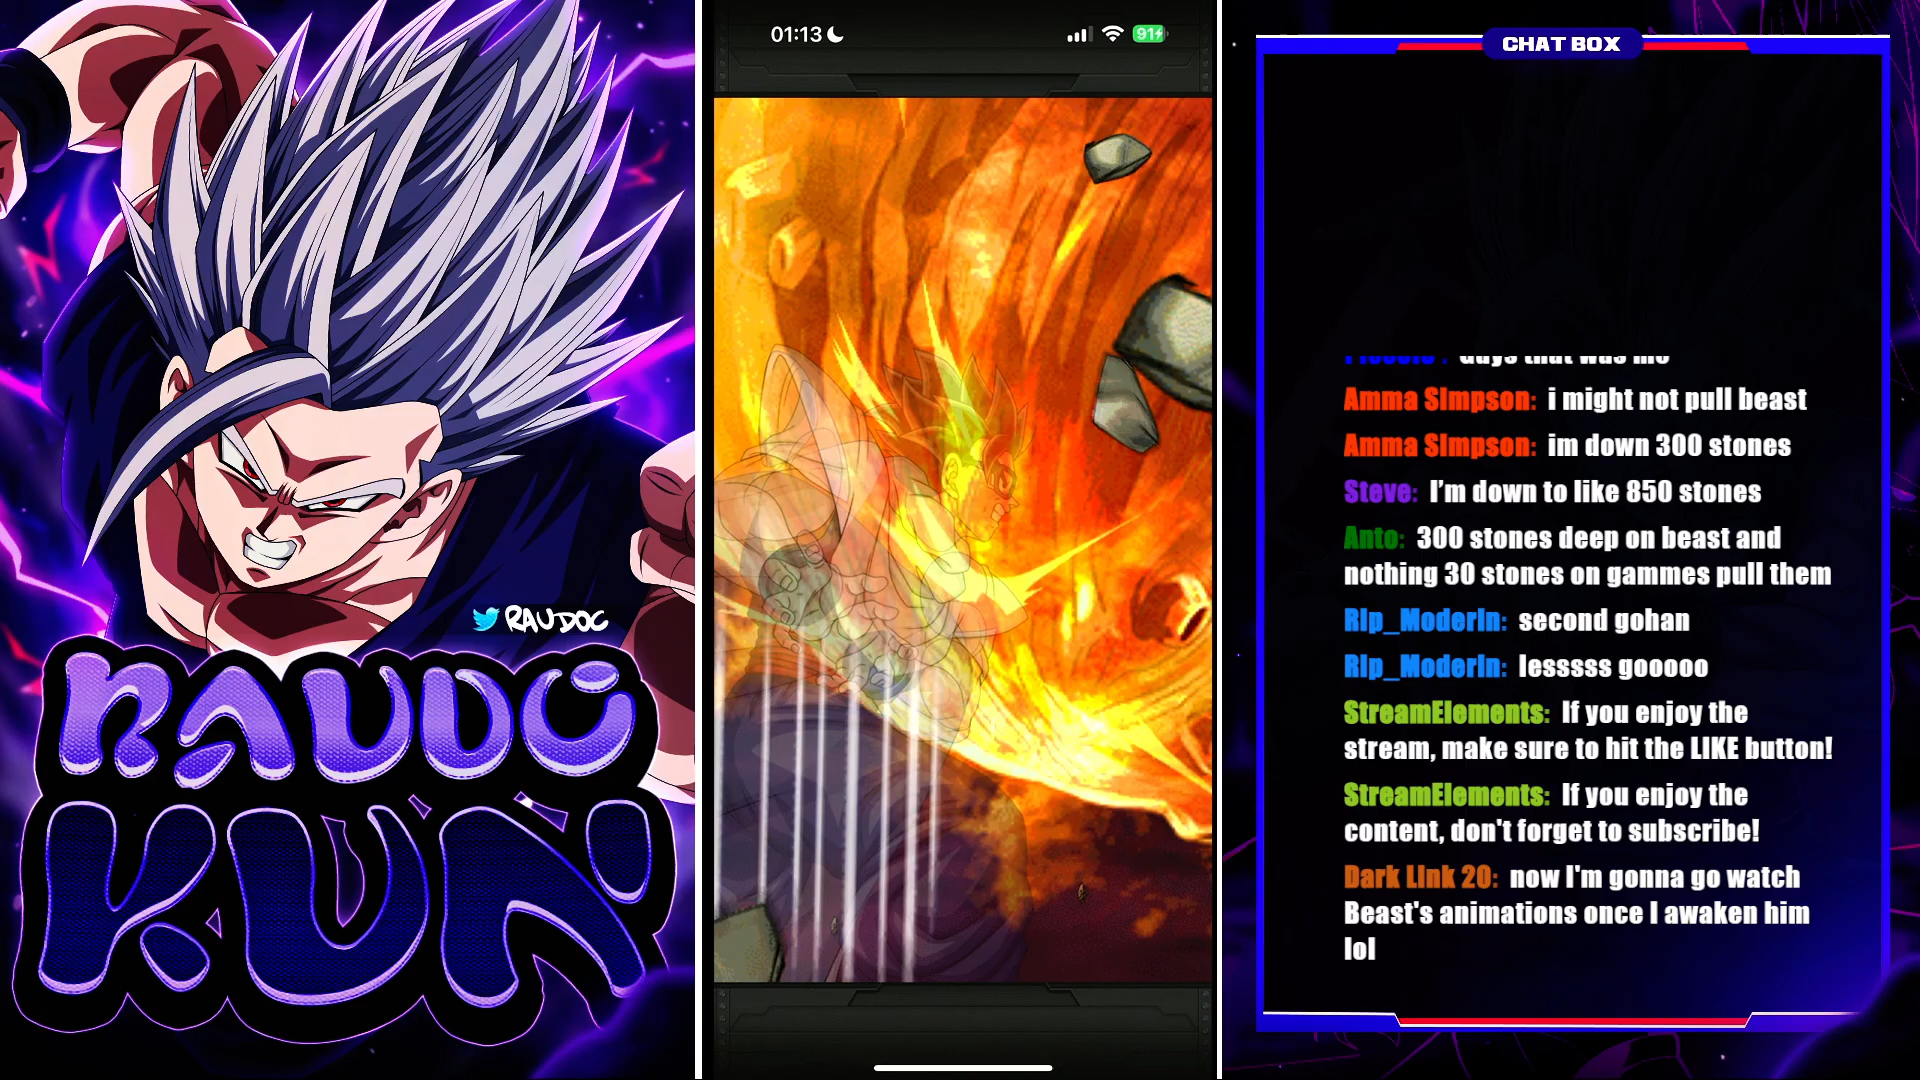 RAUDOC
RAUDO
KUN
01:13
91
CHAT BOX
guys that was me
Amma Simpson: i might not pull beast
Amma Simpson: im down 300 stones
Steve: I’m down to like 850 stones
Anto: 300 stones deep on beast and
nothing 30 stones on gammes pull them
Rip_Moderin: second gohan
Rip_Moderin: lesssss gooooo
StreamElements: If you enjoy the
stream, make sure to hit the LIKE button!
StreamElements: If you enjoy the
content, don't forget to subscribe!
Dark Link 20: now I'm gonna go watch
Beast's animations once I awaken him
lol